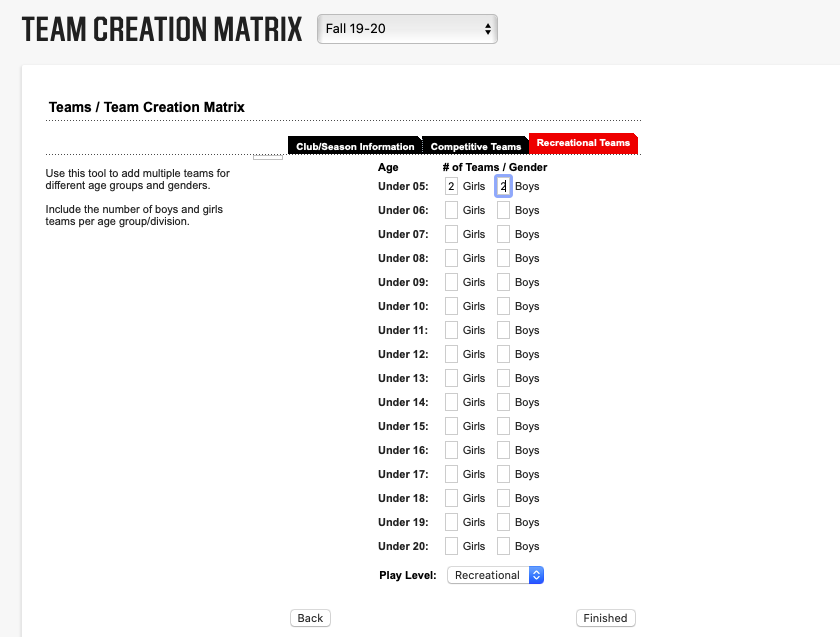 TEAM CREATION MATRIX Fall 19-20
Teams / Team Creation Matrix
Club/Season Information Competitive Teams Recreational Teams
Use this tool to add multiple teams for
different age groups and genders.
Include the number of boys and girls
teams per age group/division.
Age # of Teams / Gender
Under 05: 2 Girls 2 Boys
Under 06: Girls Boys
Under 07: Girls Boys
Under 08: Girls Boys
Under 09: Girls Boys
Under 10: Girls Boys
Under 11: Girls Boys
Under 12: Girls Boys
Under 13: Girls Boys
Under 14: Girls Boys
Under 15: Girls Boys
Under 16: Girls Boys
Under 17: Girls Boys
Under 18: Girls Boys
Under 19: Girls Boys
Under 20: Girls Boys
Play Level: Recreational
Back Finished